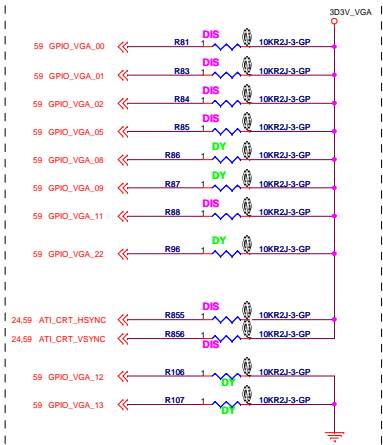 3D3V_VGA
DIS
59 GPIO_VGA_00 R81 1 10KR2J-3-GP
DIS
59 GPIO_VGA_01 R83 1 10KR2J-3-GP
DIS
59 GPIO_VGA_02 R84 1 10KR2J-3-GP
DIS
59 GPIO_VGA_05 R85 1 10KR2J-3-GP
DY
59 GPIO_VGA_08 R86 1 10KR2J-3-GP
DY
59 GPIO_VGA_09 R87 1 10KR2J-3-GP
DIS
59 GPIO_VGA_11 R88 1 10KR2J-3-GP
DY
59 GPIO_VGA_22 R96 1 10KR2J-3-GP
DIS
24,59 ATI_CRT_HSYNC R855 1 10KR2J-3-GP
24,59 ATI_CRT_VSYNC R856 1 10KR2J-3-GP
DIS
59 GPIO_VGA_12 R106 1 10KR2J-3-GP
DY
59 GPIO_VGA_13 R107 1 10KR2J-3-GP
DY